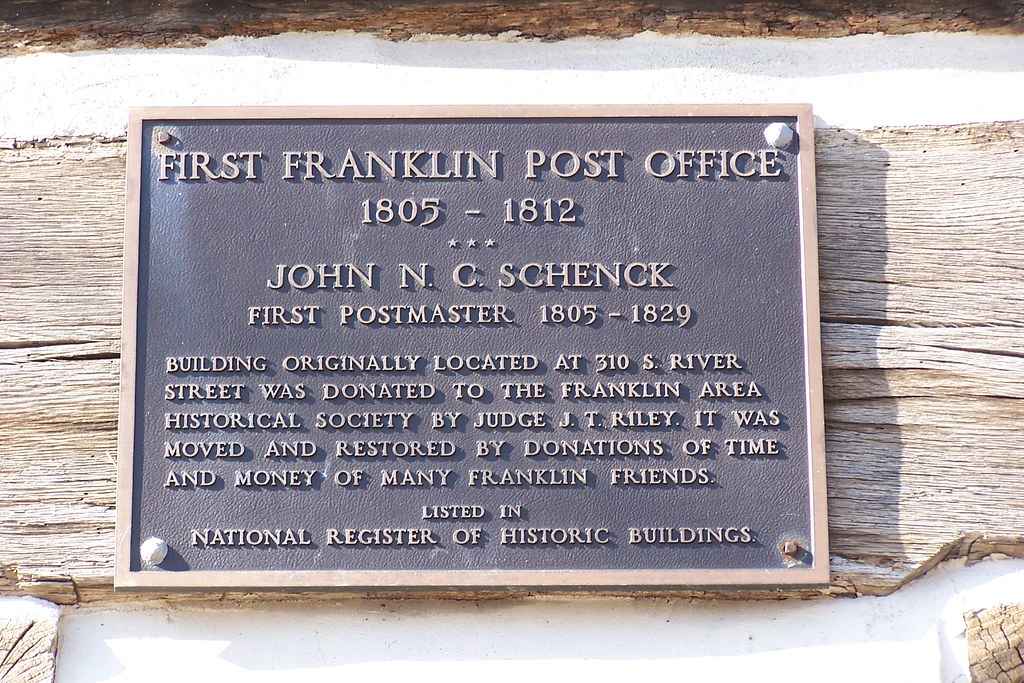 FIRST FRANKLIN POST OFFICE
1805 - 1812
***
JOHN N. C. SCHENCK
FIRST POSTMASTER 1805 - 1829
BUILDING ORIGINALLY LOCATED AT 310 S. RIVER
STREET WAS DONATED TO THE FRANKLIN AREA
HISTORICAL SOCIETY BY JUDGE J. T. RILEY. IT WAS
MOVED AND RESTORED BY DONATIONS OF TIME
AND MONEY OF MANY FRANKLIN FRIENDS.
LISTED IN
NATIONAL REGISTER OF HISTORIC BUILDINGS.